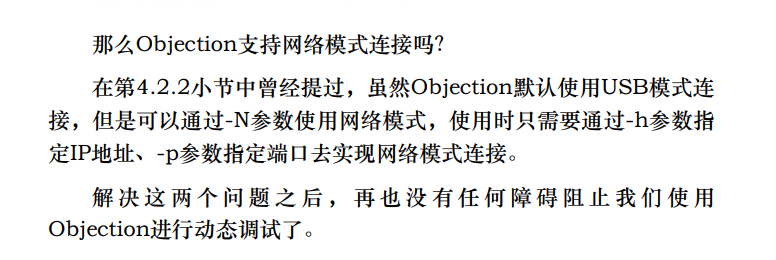 那么Objection支持网络模式连接吗？
在第4.2.2小节中曾经提过，虽然Objection默认使用USB模式连
接，但是可以通过-N参数使用网络模式，使用时只需要通过-h参数指
定IP地址、-p参数指定端口去实现网络模式连接。
解决这两个问题之后，再也没有任何障碍阻止我们使用
Objection进行动态调试了。